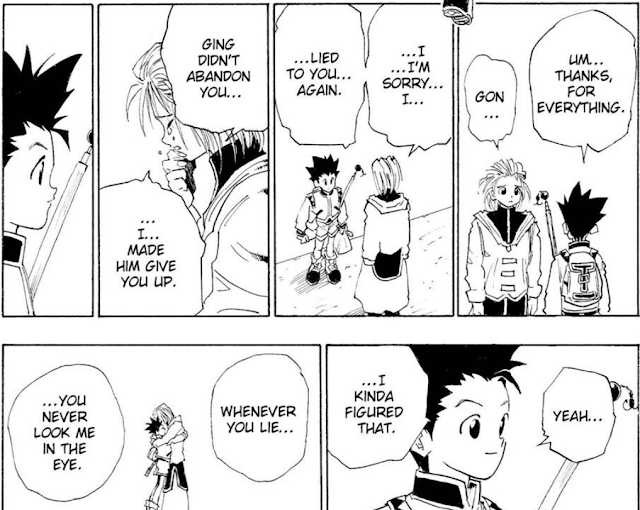 UM...
THANKS,
FOR
EVERYTHING.
GON
...
...I
...I'M
SORRY...
I...
...LIED
TO YOU...
AGAIN.
GING
DIDN'T
ABANDON
YOU...
...
I...
MADE
HIM GIVE
YOU UP.
YEAH...
...I
KINDA
FIGURED
THAT.
WHENEVER
YOU LIE...
...YOU
NEVER
LOOK ME
IN THE
EYE.